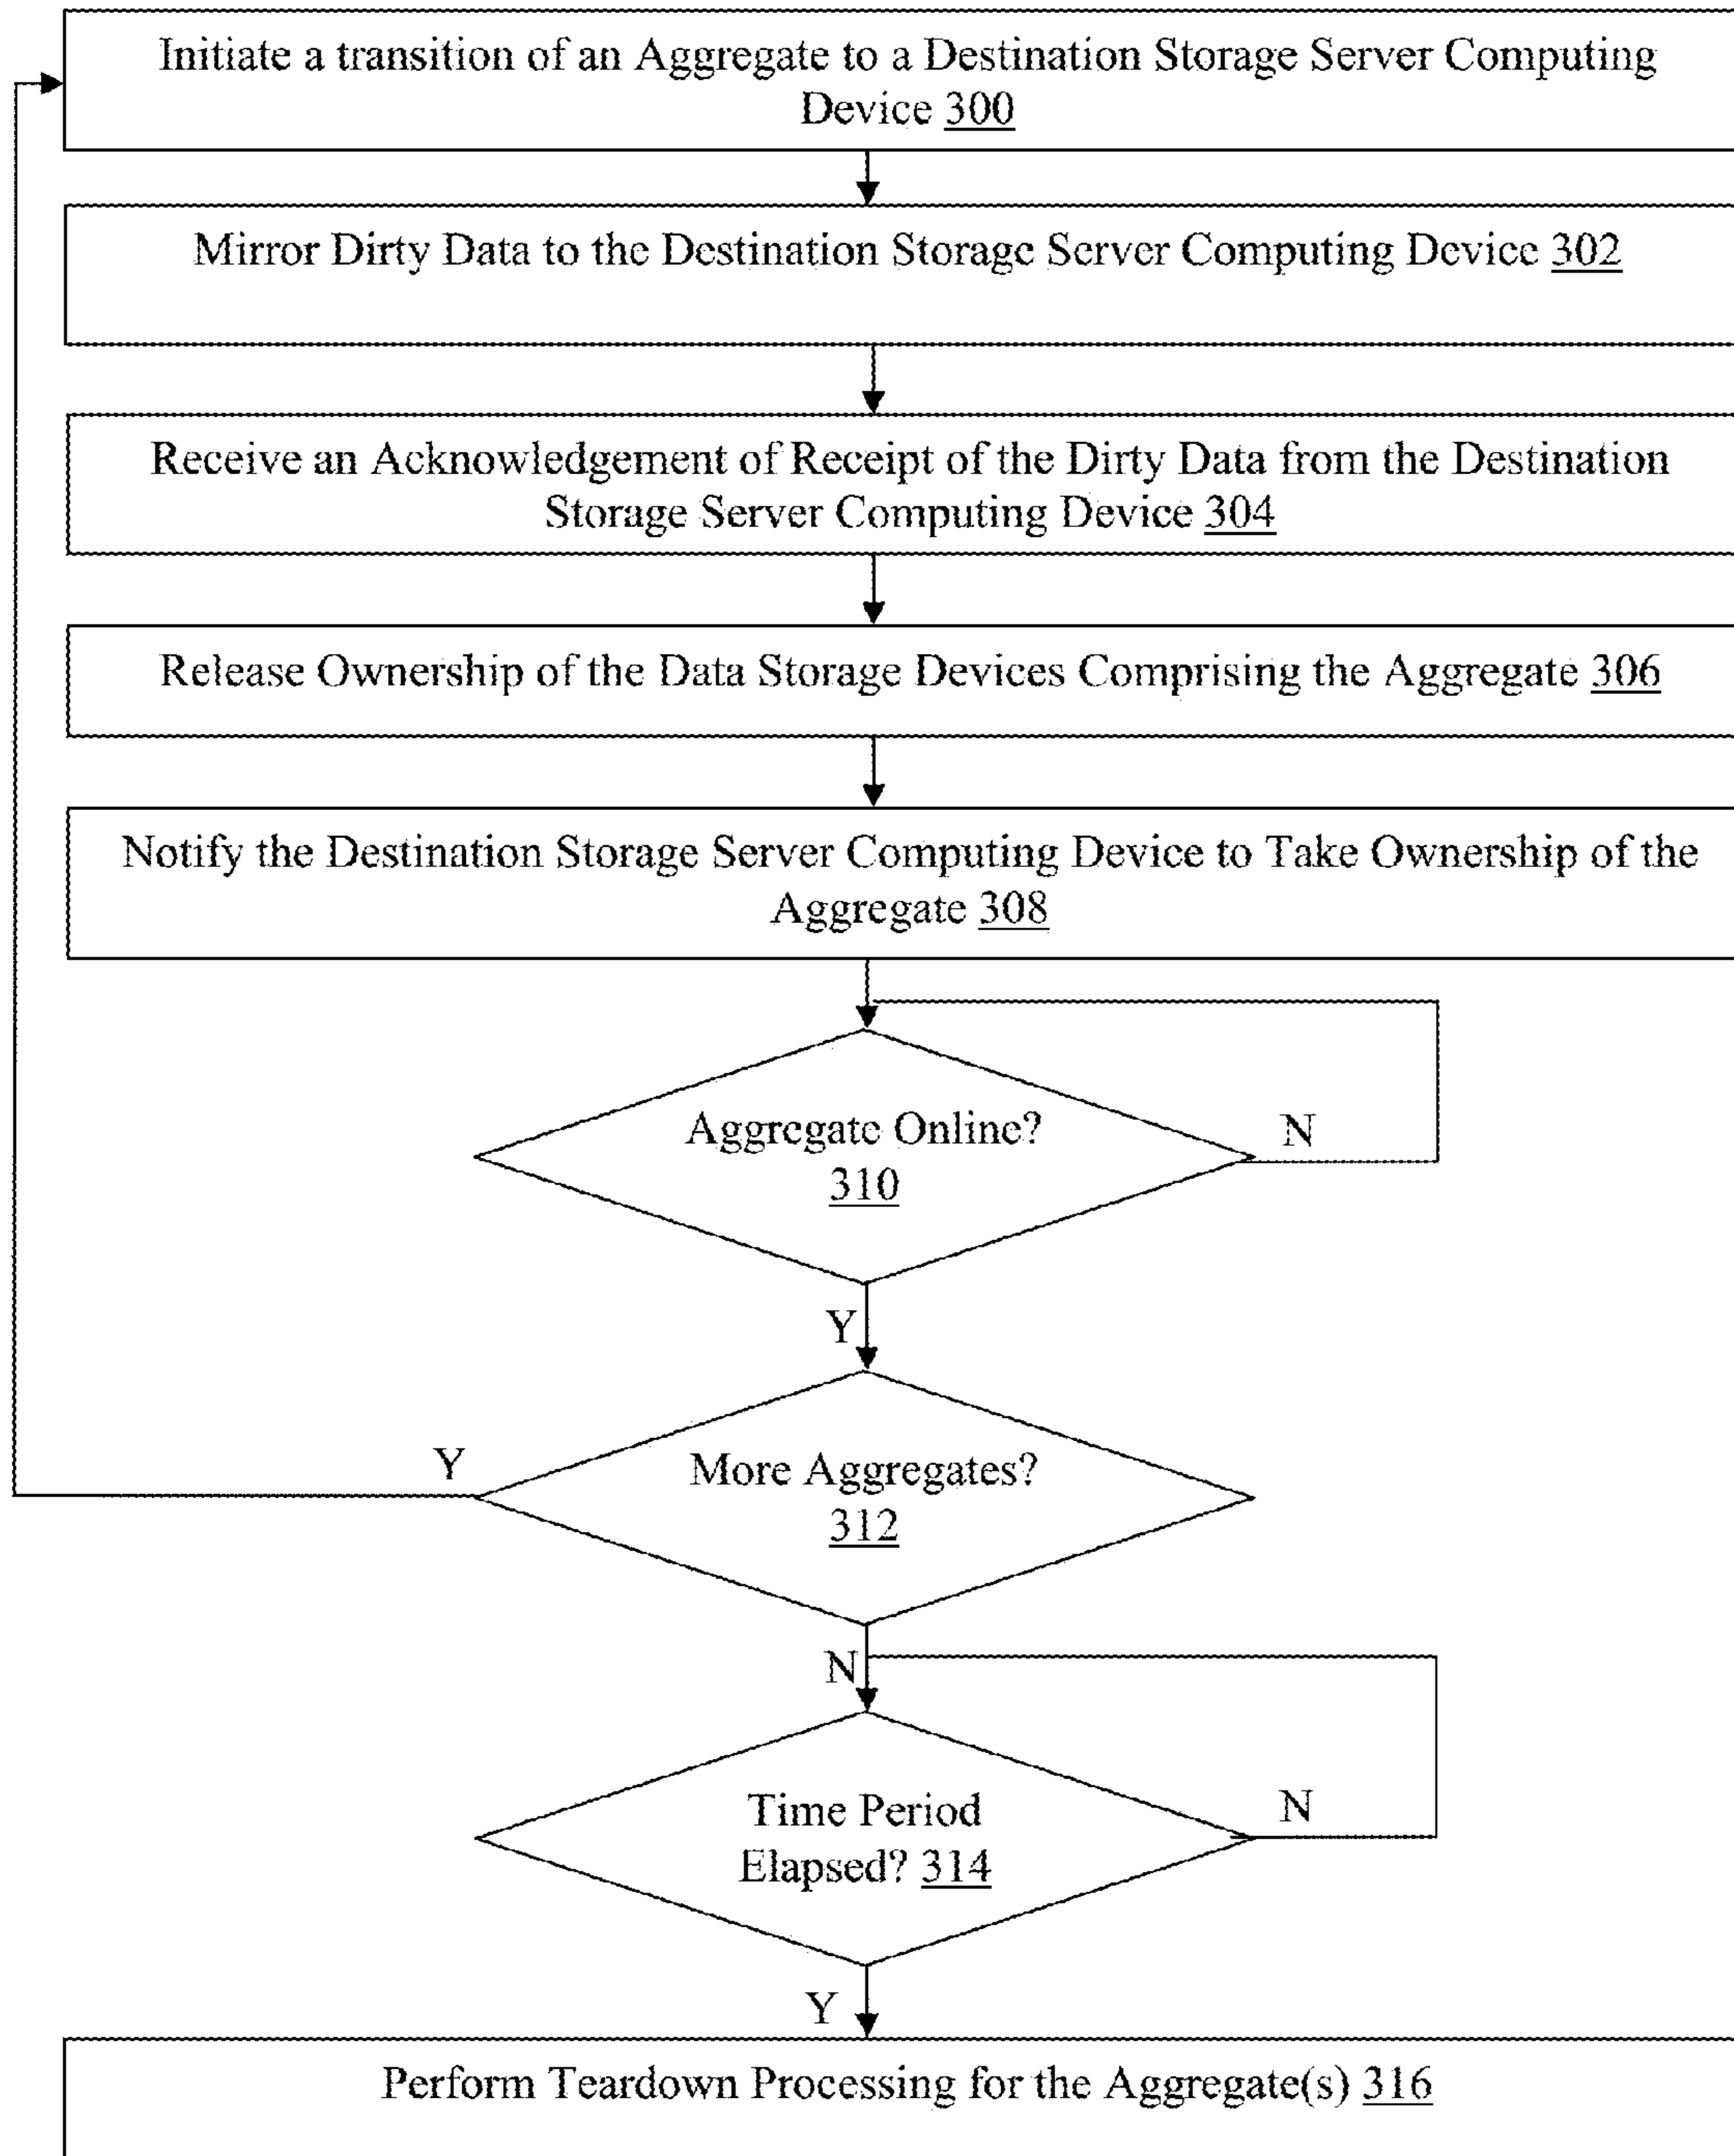 Initiate a transition of an Aggregate to a Destination Storage Server Computing
Device 300
Mirror Dirty Data to the Destination Storage Server Computing Device 302
Receive an Acknowledgement of Receipt of the Dirty Data from the Destination
Storage Server Computing Device 304
Release Ownership of the Data Storage Devices Comprising the Aggregate 306
Notify the Destination Storage Server Computing Device to Take Ownership of the
Aggregate 308
Aggregate Online?
N
310
Y
Y
More Aggregates?
312
N
Time Period
N
Elapsed? 314
Y
Perform Teardown Processing for the Aggregate(s) 316